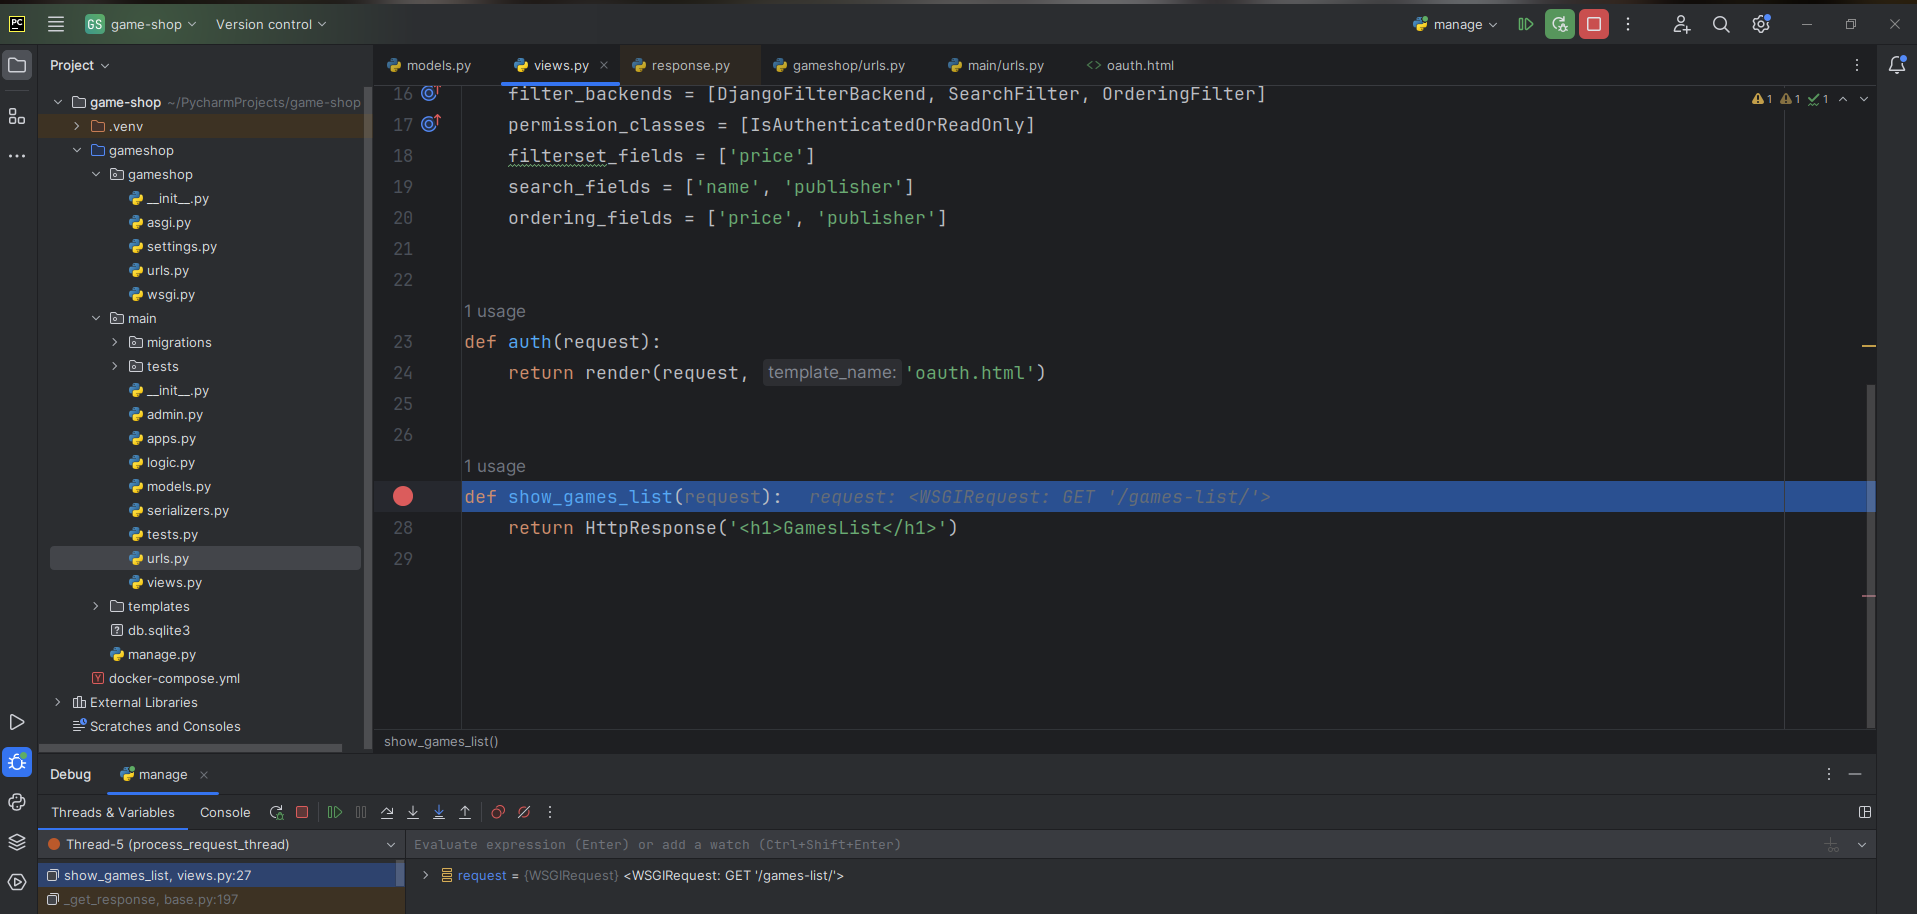 PC
GS game-shop Version control manage
Project
models.py views.py response.py gameshop/urls.py main/urls.py oauth.html
game-shop ~/PycharmProjects/game-shop
.venv
gameshop
gameshop
__init__.py
asgi.py
settings.py
urls.py
wsgi.py
main
migrations
tests
__init__.py
admin.py
apps.py
logic.py
models.py
serializers.py
tests.py
urls.py
views.py
templates
db.sqlite3
manage.py
docker-compose.yml
External Libraries
Scratches and Consoles
1 1 1
16 filter_backends = [DjangoFilterBackend, SearchFilter, OrderingFilter]
17 permission_classes = [IsAuthenticatedOrReadOnly]
18 filterset_fields = ['price']
19 search_fields = ['name', 'publisher']
20 ordering_fields = ['price', 'publisher']
21
22
1 usage
23 def auth(request):
24 return render(request, template_name: 'oauth.html')
25
26
1 usage
def show_games_list(request): request: <WSGIRequest: GET '/games-list/'>
28 return HttpResponse('<h1>GamesList</h1>')
29
show_games_list()
Debug manage
Threads & Variables Console
Thread-5 (process_request_thread)
Evaluate expression (Enter) or add a watch (Ctrl+Shift+Enter)
show_games_list, views.py:27
request = {WSGIRequest} <WSGIRequest: GET '/games-list/'>
_get_response, base.py:197